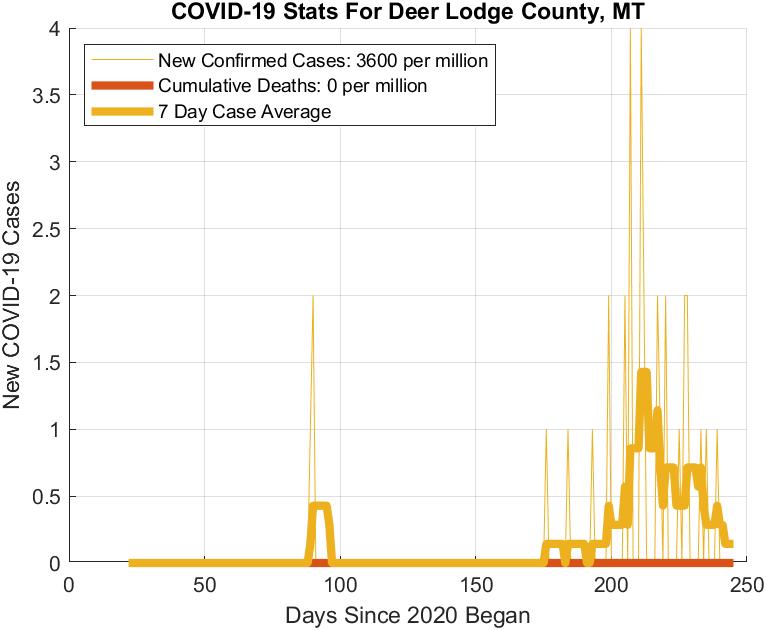 COVID-19 Stats For Deer Lodge County, MT
New Confirmed Cases: 3600 per million
Cumulative Deaths: 0 per million
7 Day Case Average
New COVID-19 Cases
4
3.5
3
2.5
2
1.5
1
0.5
0
0 50 100 150 200 250
Days Since 2020 Began